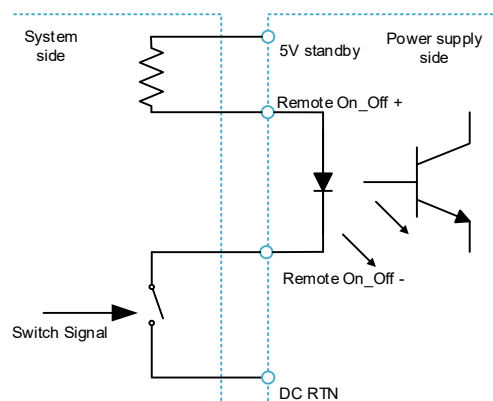 System
side
5V standby
Power supply
side
Remote On_Off +
Remote On_Off -
Switch Signal
DC RTN